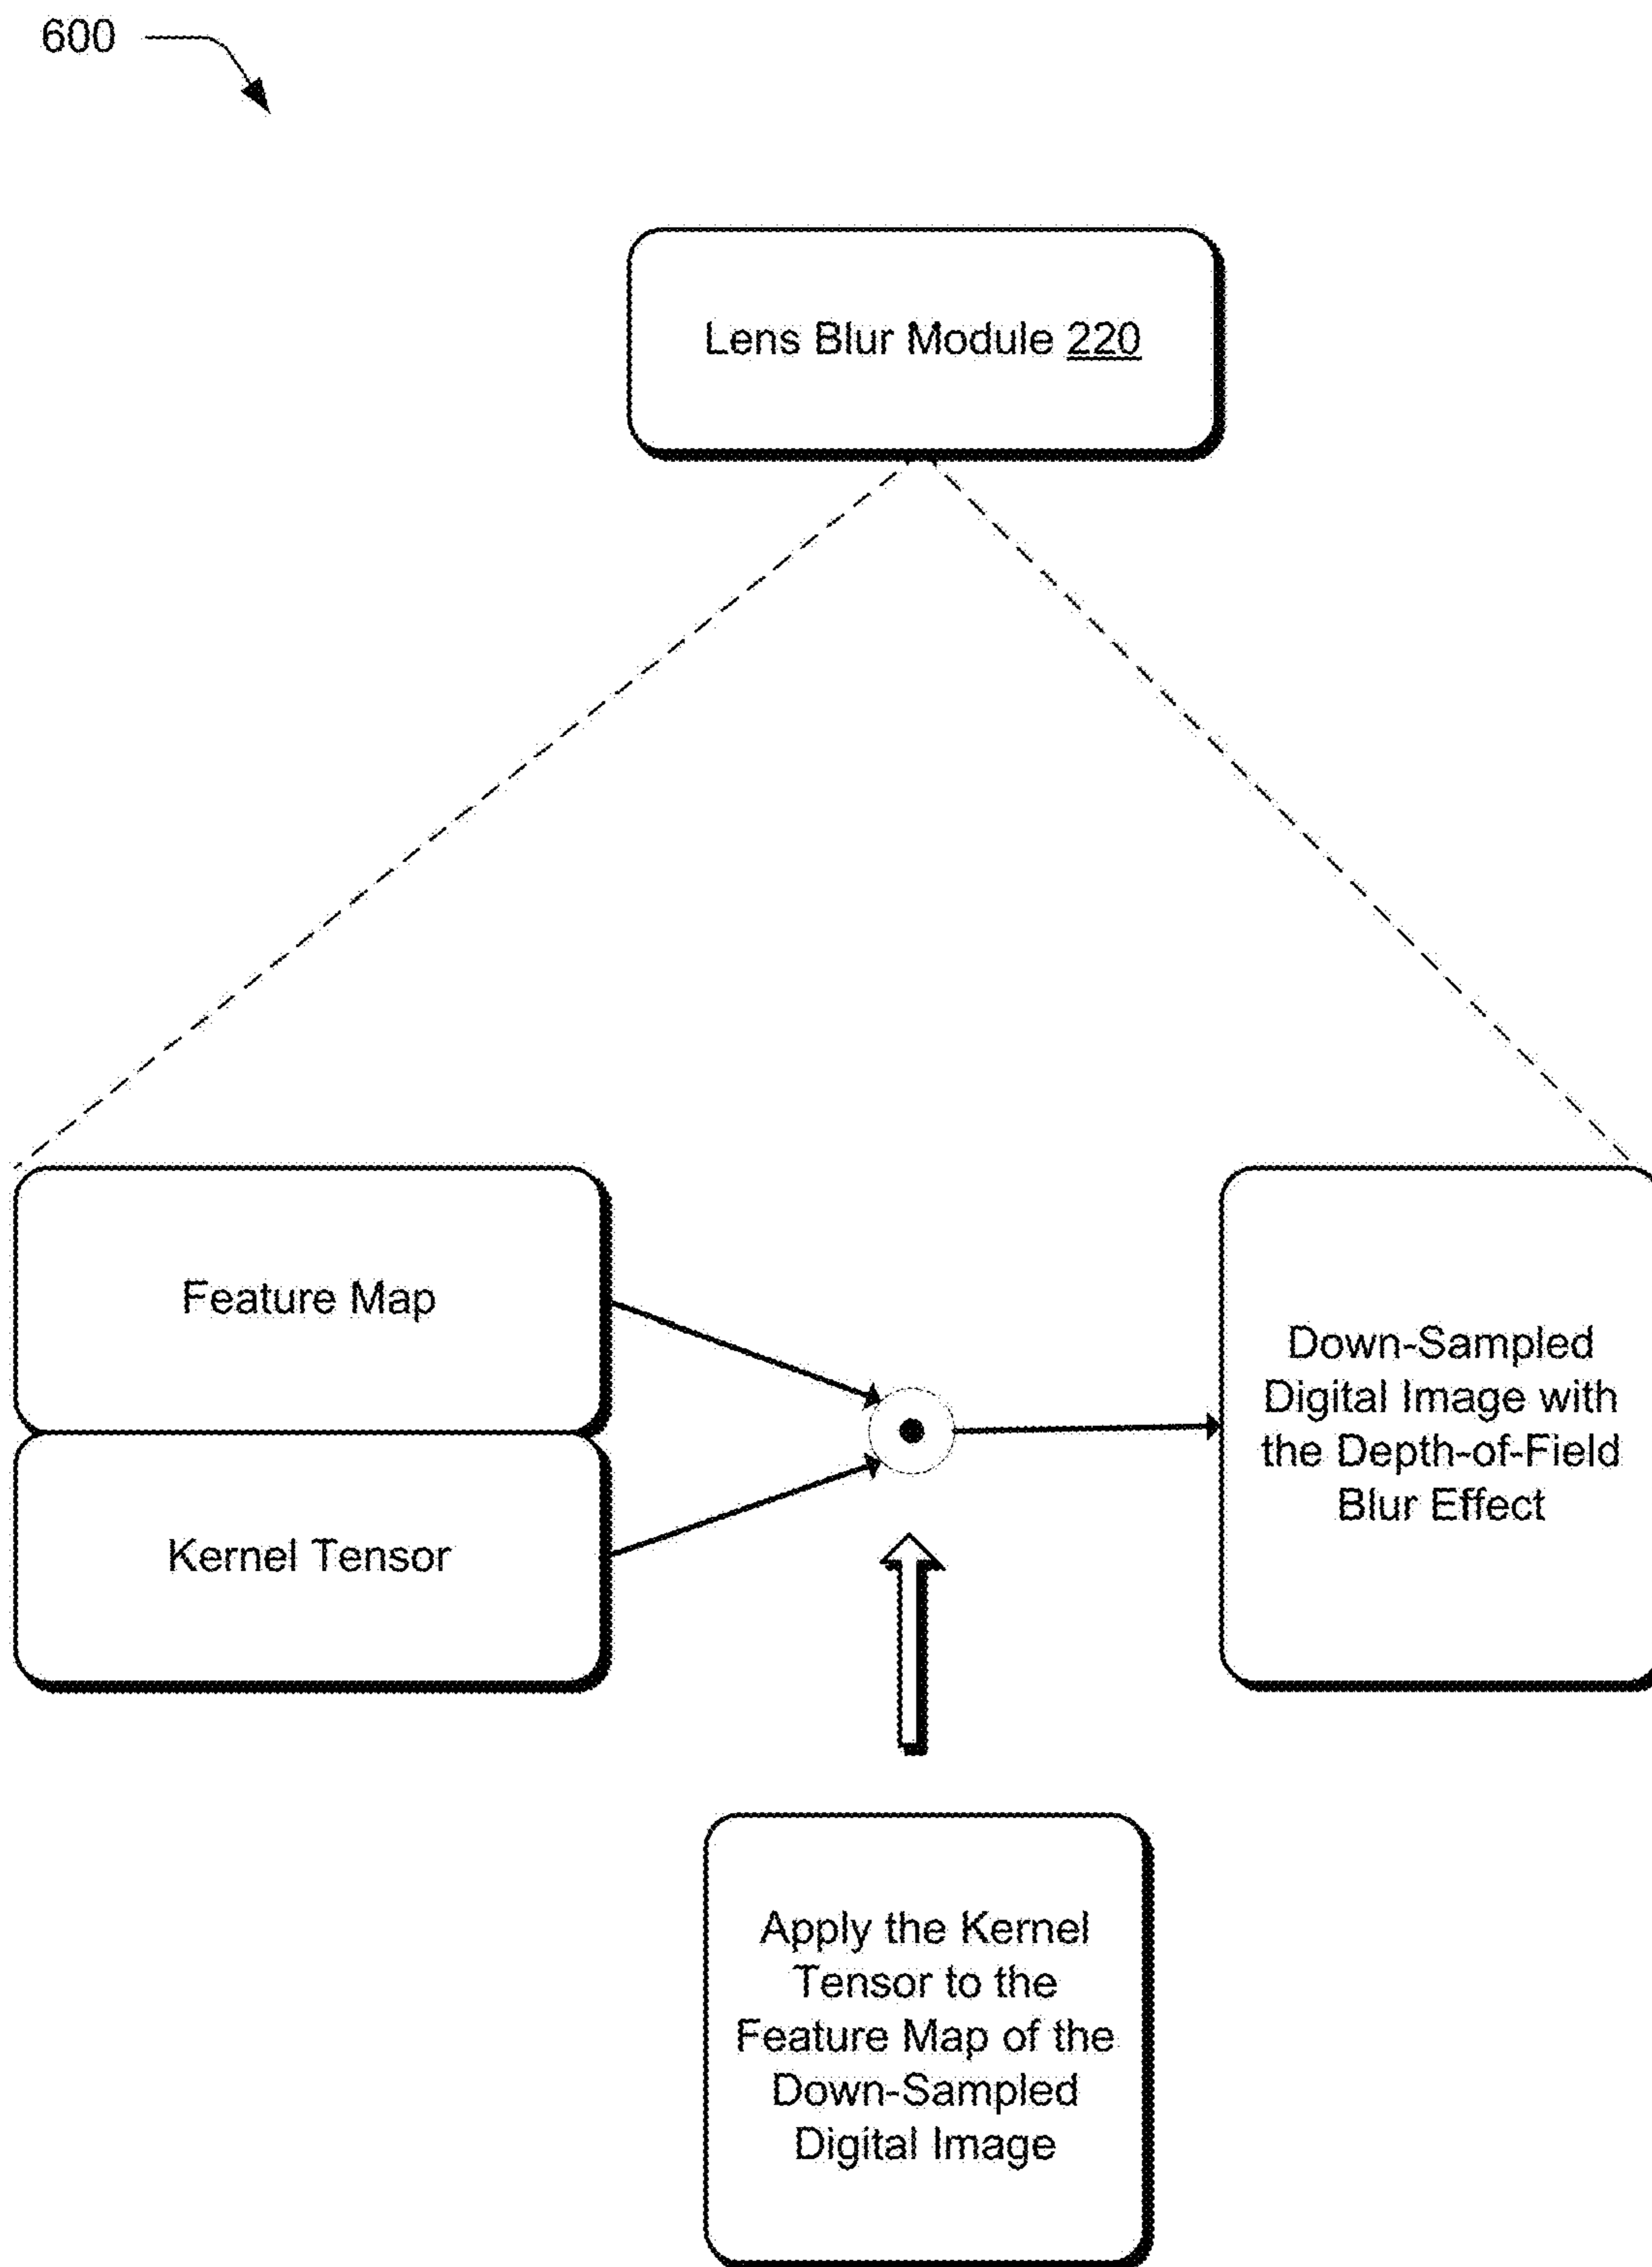 600
Lens Blur Module 220
Feature Map
Kernel Tensor
Down-Sampled
Digital Image with
the Depth-of-Field
Blur Effect
Apply the Kernel
Tensor to the
Feature Map of the
Down-Sampled
Digital Image